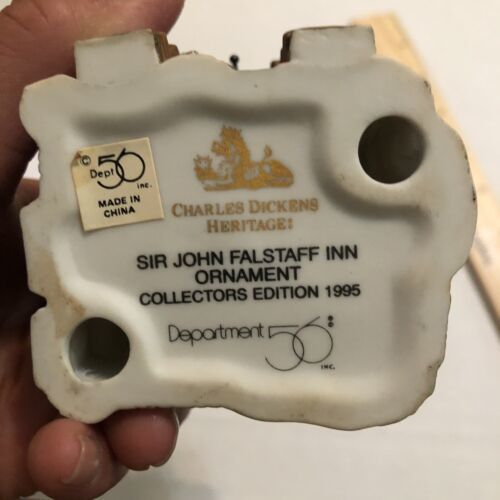 ©
Dept 56
inc.
MADE IN
CHINA
CHARLES DICKENS
HERITAGE:
SIR JOHN FALSTAFF INN
ORNAMENT
COLLECTORS EDITION 1995
Department 56
INC.